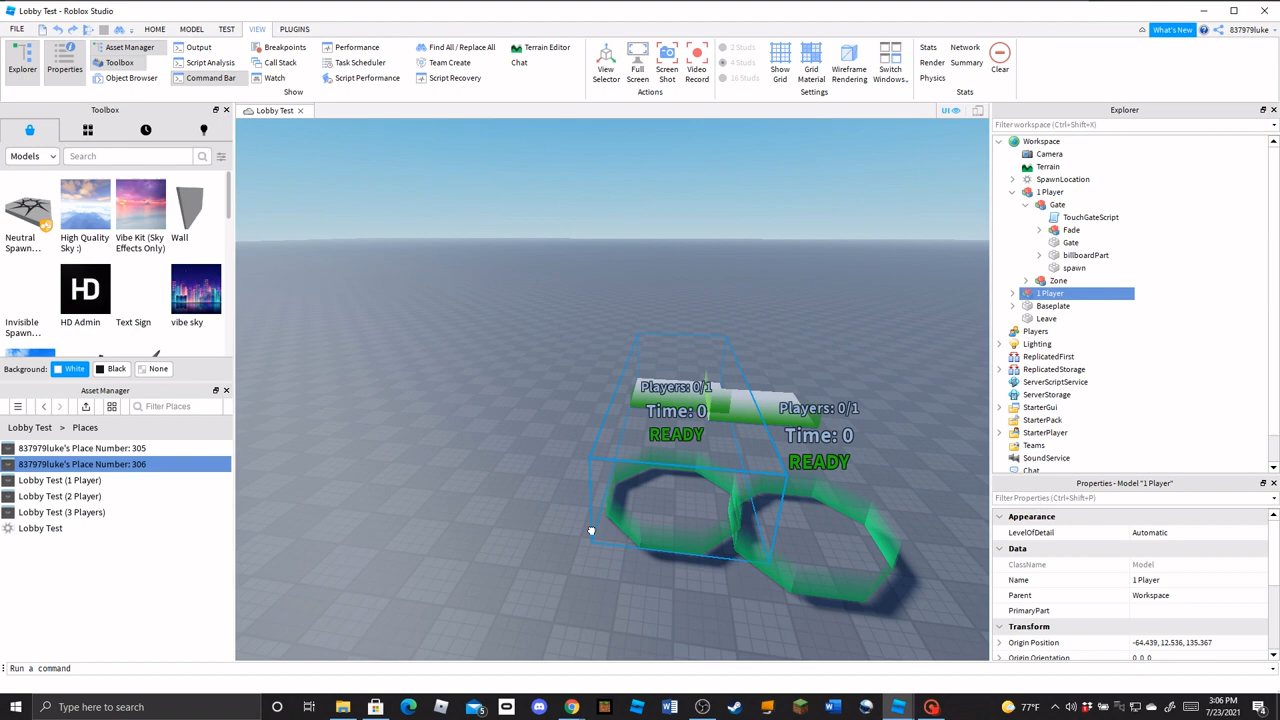 Lobby Test - Roblox Studio
FILE HOME MODEL TEST VIEW PLUGINS What's New 837979luke
Explorer Properties Asset Manager Toolbox Object Browser
Output Script Analysis Command Bar
Breakpoints Call Stack Watch
Performance Task Scheduler Script Performance
Find All / Replace All Team Create Script Recovery
Terrain Editor Chat
Show
View Selector Full Screen Screen Shot Video Record
Actions
2 Studs 4 Studs 16 Studs
Show Grid Grid Material Wireframe Rendering Switch Windows
Settings
Stats Render Physics Network Summary Clear
Stats
Toolbox
Models Search
Neutral Spawn...
High Quality Sky :)
Vibe Kit (Sky Effects Only)
Wall
Invisible Spawn...
HD
HD Admin
Text Sign
vibe sky
Background: White Black None
Asset Manager
Filter Places
Lobby Test > Places
837979luke's Place Number: 305
837979luke's Place Number: 306
Lobby Test (1 Player)
Lobby Test (2 Player)
Lobby Test (3 Players)
Lobby Test
Run a command
Lobby Test
UI
Players: 0/1
Time: 0
READY
Players: 0/1
Time: 0
READY
Explorer
Filter workspace (Ctrl+Shift+X)
Workspace
Camera
Terrain
SpawnLocation
1 Player
Gate
TouchGateScript
Fade
Gate
billboardPart
spawn
Zone
1 Player
Baseplate
Leave
Players
Lighting
ReplicatedFirst
ReplicatedStorage
ServerScriptService
ServerStorage
StarterGui
StarterPack
StarterPlayer
Teams
SoundService
Chat
Properties - Model "1 Player"
Filter Properties (Ctrl+Shift+P)
Appearance
LevelOfDetail Automatic
Data
ClassName Model
Name 1 Player
Parent Workspace
PrimaryPart
Transform
Origin Position -64.439, 12.536, 135.367
Origin Orientation 0, 0, 0
Type here to search
77°F
3:06 PM
7/23/2021